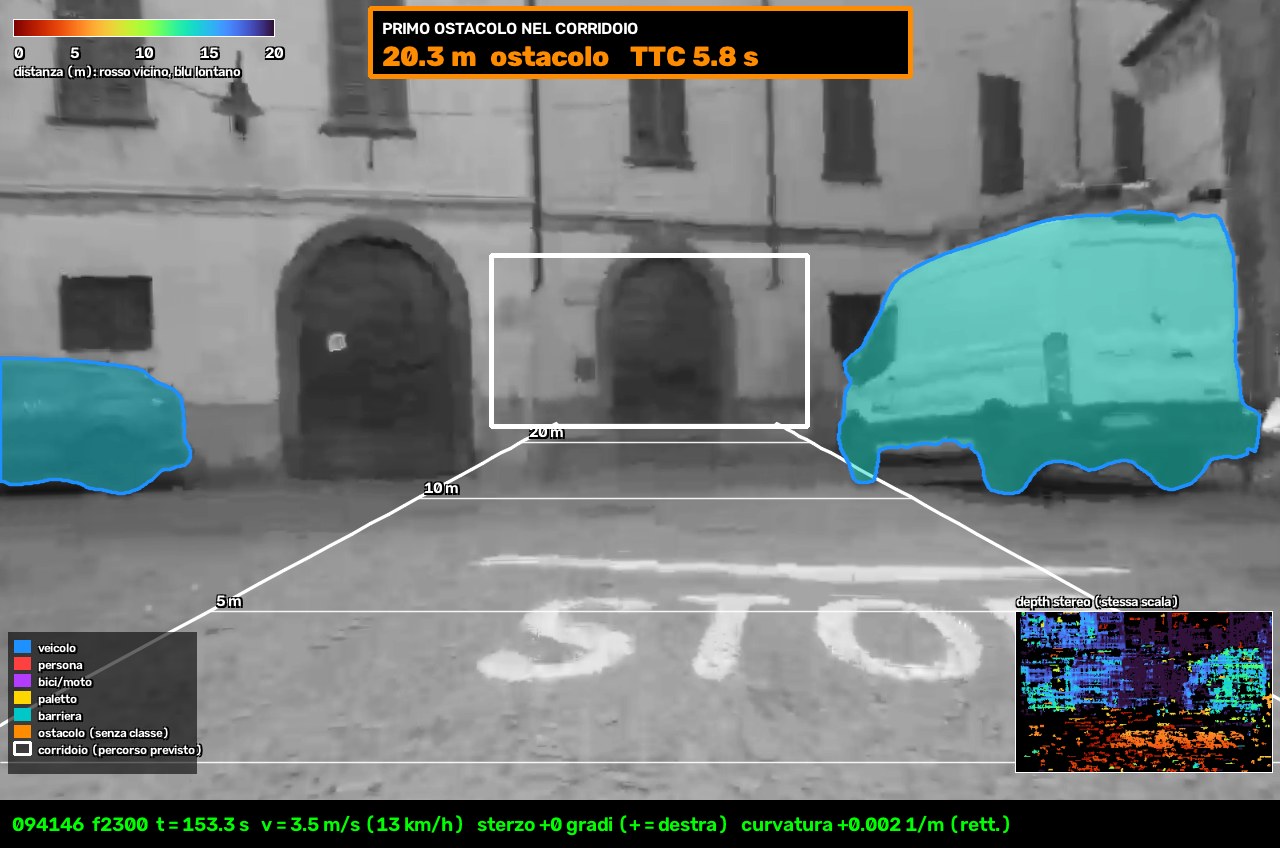 PRIMO OSTACOLO NEL CORRIDOIO
20.3 m ostacolo TTC 5.8 s
0 5 10 15 20
distanza (m): rosso vicino, blu lontano
20 m
10 m
5 m
STO
depth stereo (stessa scala)
veicolo
persona
bici/moto
paletto
barriera
ostacolo (senza classe)
corridoio (percorso previsto)
094146 f2300 t=153.3 s v=3.5 m/s (13 km/h) sterzo +0 gradi (+ = destra) curvatura +0.002 1/m (rett.)